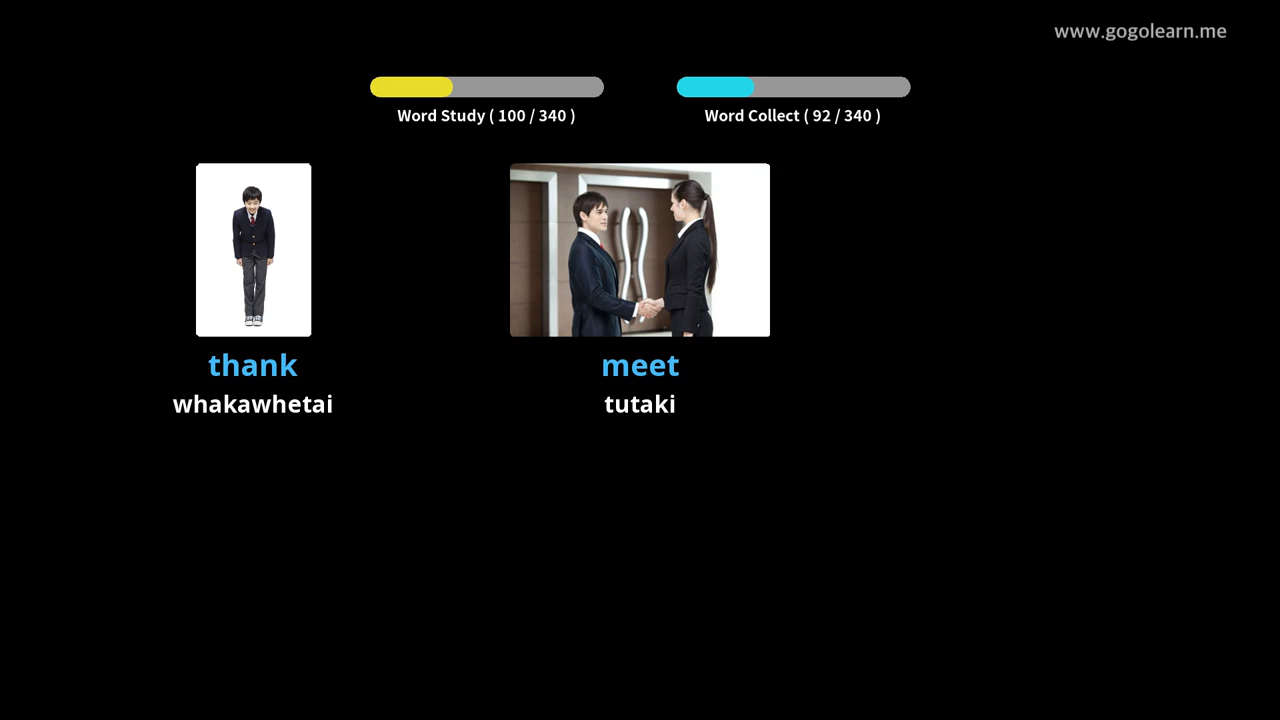 www.gogolearn.me
Word Study ( 100 / 340 )
Word Collect ( 92 / 340 )
thank
whakawhetai
meet
tutaki